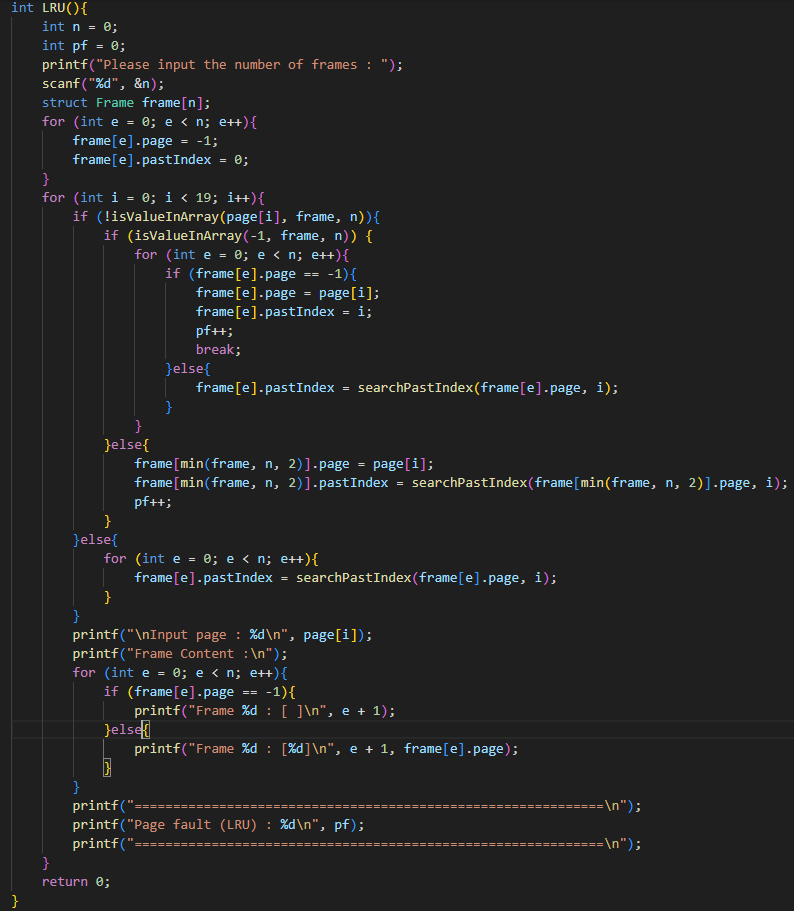 int LRU(){
    int n = 0;
    int pf = 0;
    printf("Please input the number of frames : ");
    scanf("%d", &n);
    struct Frame frame[n];
    for (int e = 0; e < n; e++){
        frame[e].page = -1;
        frame[e].pastIndex = 0;
    }
    for (int i = 0; i < 19; i++){
        if (!isValueInArray(page[i], frame, n)){
            if (isValueInArray(-1, frame, n)) {
                for (int e = 0; e < n; e++){
                    if (frame[e].page == -1){
                        frame[e].page = page[i];
                        frame[e].pastIndex = i;
                        pf++;
                        break;
                    }else{
                        frame[e].pastIndex = searchPastIndex(frame[e].page, i);
                    }
                }
            }else{
                frame[min(frame, n, 2)].page = page[i];
                frame[min(frame, n, 2)].pastIndex = searchPastIndex(frame[min(frame, n, 2)].page, i);
                pf++;
            }
        }else{
            for (int e = 0; e < n; e++){
                frame[e].pastIndex = searchPastIndex(frame[e].page, i);
            }
        }
        printf("\nInput page : %d\n", page[i]);
        printf("Frame Content :\n");
        for (int e = 0; e < n; e++){
            if (frame[e].page == -1){
                printf("Frame %d : [ ]\n", e + 1);
            }else{
                printf("Frame %d : [%d]\n", e + 1, frame[e].page);
            }
        }
        printf("=============================================================\n");
        printf("Page fault (LRU) : %d\n", pf);
        printf("=============================================================\n");
    }
    return 0;
}